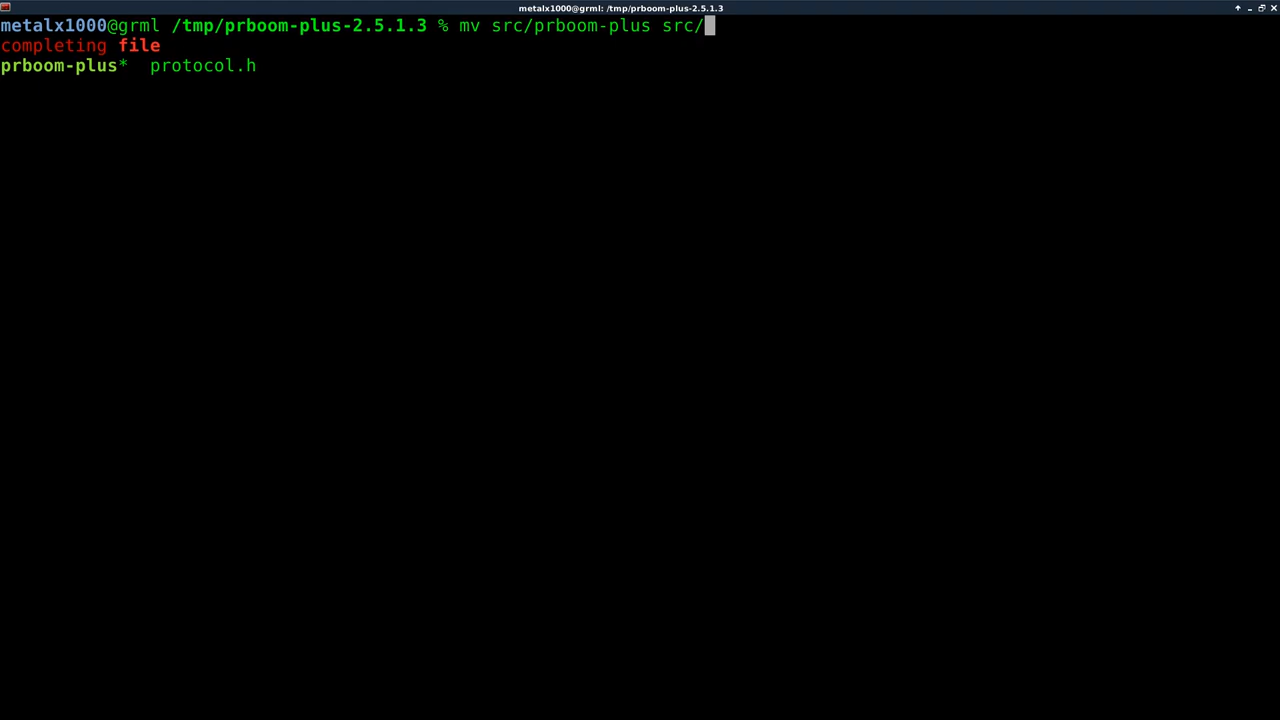 metalx1000@grml: /tmp/prboom-plus-2.5.1.3
metalx1000@grml /tmp/prboom-plus-2.5.1.3 % mv src/prboom-plus src/
completing file
prboom-plus* protocol.h